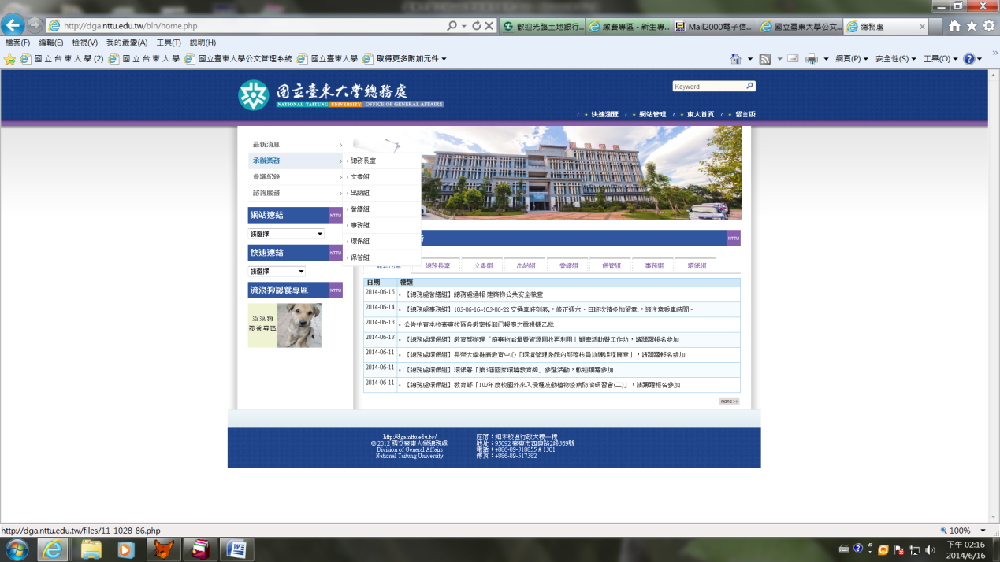 http://dga.nttu.edu.tw/bin/home.php
歡迎光臨土地銀行...
繳費專區 - 新生專...
Mail2000電子信...
國立臺東大學公文...
總務處
檔案(F) 編輯(E) 檢視(V) 我的最愛(A) 工具(T) 說明(H)
國立台東大學(2) 國立台東大學 國立臺東大學公文管理系統 國立臺東大學 取得更多附加元件
網頁(P) 安全性(S) 工具(O)
国立臺東大学總務處
NATIONAL TAITUNG UNIVERSITY OFFICE OF GENERAL AFFAIRS
Keyword
/ 快速瀏覽 / 網站管理 / 東大首頁 / 留言版
最新消息
承辦業務
會議紀錄
諮詢服務
總務長室
文書組
出納組
營繕組
事務組
環保組
保管組
網站連結 NTTU
請選擇
快速連結 NTTU
請選擇
流浪狗認養專區 NTTU
流浪狗
認養專區
NTTU
總務長室 文書組 出納組 營繕組 保管組 事務組 環保組
日期 標題
2014-06-16 【總務處營繕組】總務處通報 建築物公共安全檢查
2014-06-14 【總務處事務組】103-06-16~103-06-22 交通車時刻表,，修正週六、日班次請多加留意.，請注意乘車時間。
2014-06-13 公告拍賣本校臺東校區各教室拆卸已報廢之電視機乙批
2014-06-13 【總務處環保組】教育部辦理「廢棄物減量暨資源回收再利用」觀摩活動暨工作坊，請踴躍報名參加
2014-06-11 【總務處環保組】長榮大學推廣教育中心「環境管理系統內部稽核員訓練課程簡章」，請踴躍報名參加
2014-06-11 【總務處環保組】環保署「第3屆國家環境教育獎」參選活動，歡迎踴躍參加
2014-06-11 【總務處環保組】教育部「103年度校園外來入侵種及動植物疫病防治研習會(二)」，請踴躍報名參加
MORE >>
http://dga.nttu.edu.tw/
© 2012 國立臺東大學總務處
Division of General Affairs
National Taitung University
座落：知本校區行政大樓一樓
地址：95092 臺東市西康路2段369號
電話：+886-89-318855 # 1301
傳真：+886-89-517382
http://dga.nttu.edu.tw/files/11-1028-86.php
100%
下午 02:16
2014/6/16